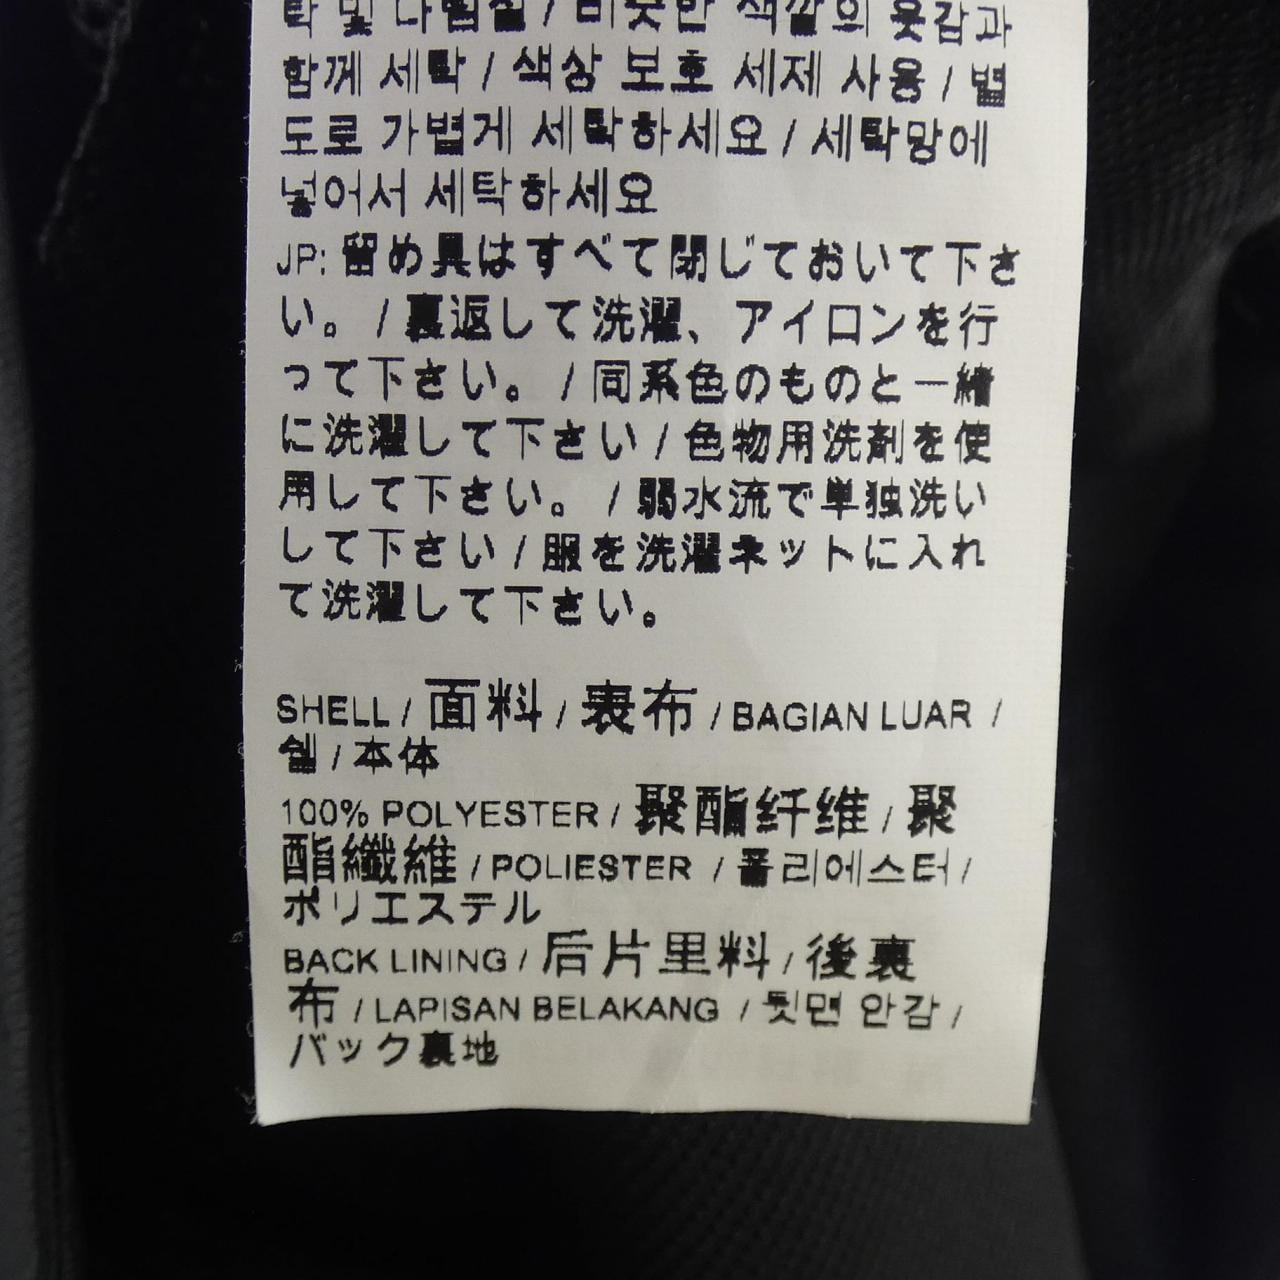 탁 및 다림질 / 비슷한 색깔의 옷감과
함께 세탁 / 색상 보호 세제 사용 / 별
도로 가볍게 세탁하세요 / 세탁망에
넣어서 세탁하세요
JP: 留め具はすべて閉じておいて下さ
い。 / 裏返して洗濯、アイロンを行
って下さい。 / 同系色のものと一緒
に洗濯して下さい / 色物用洗剤を使
用して下さい。 / 弱水流で単独洗い
して下さい / 服を洗濯ネットに入れ
て洗濯して下さい。
SHELL / 面料 / 表布 / BAGIAN LUAR /
쉘 / 本体
100% POLYESTER / 聚酯纤维 / 聚
酯纖維 / POLIESTER / 폴리에스터 /
ポリエステル
BACK LINING / 后片里料 / 後裏
布 / LAPISAN BELAKANG / 뒷면 안감 /
バック裏地